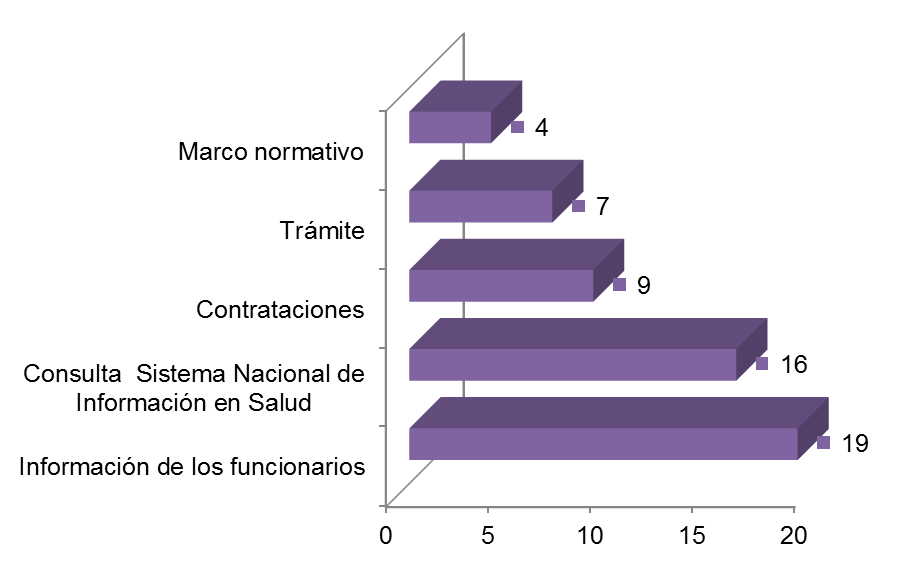 Marco normativo
4
Trámite
7
Contrataciones
9
Consulta  Sistema Nacional de
Información en Salud
16
Información de los funcionarios
19
0 5 10 15 20